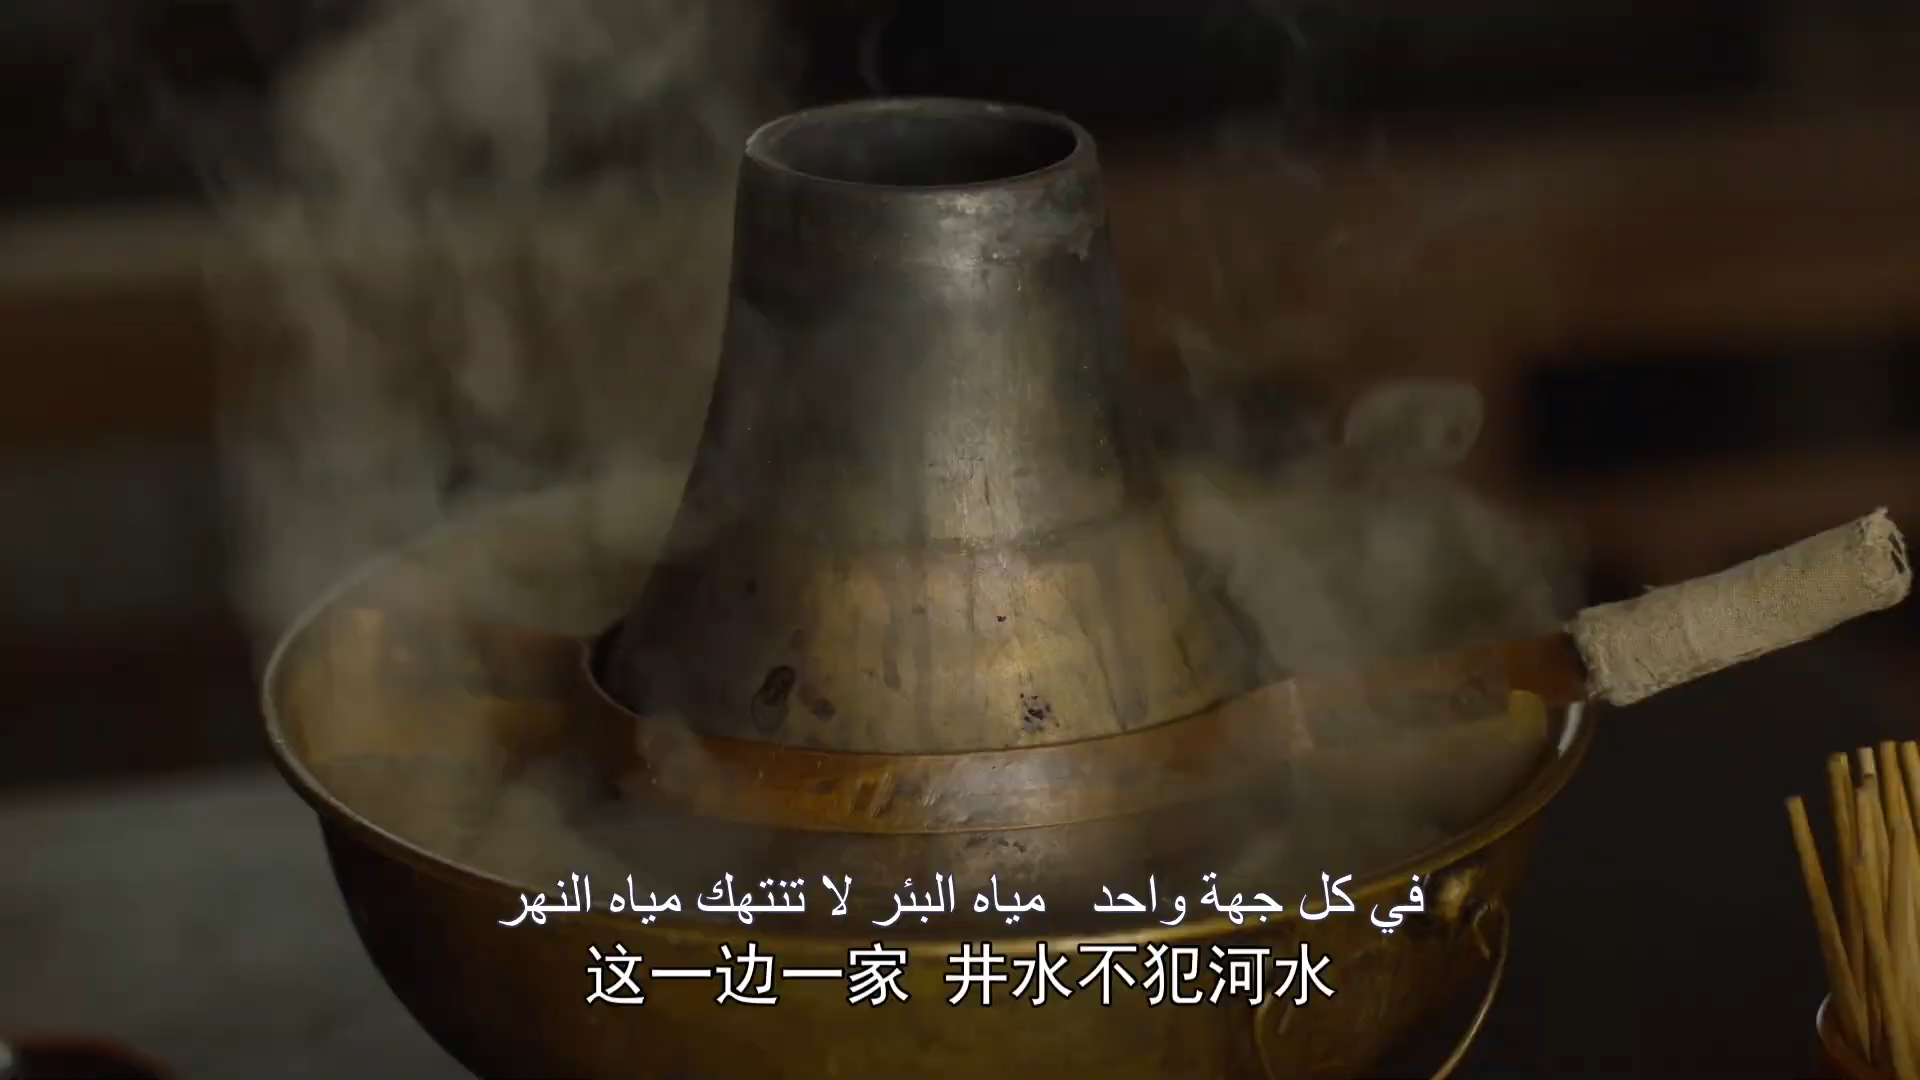 في كل جهة واحد   مياه البئر لا تنتهك مياه النهر
这一边一家 井水不犯河水